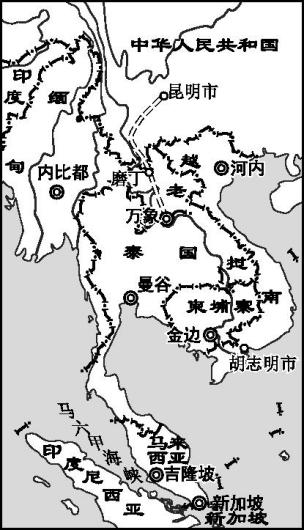 中华人民共和国
印度
缅甸
昆明市
越南
河内
内比都
磨丁
老挝
万象
泰国
曼谷
柬埔寨
金边
胡志明市
马六甲海峡
马来
西亚
吉隆坡
印度尼西亚
新加坡
新加坡